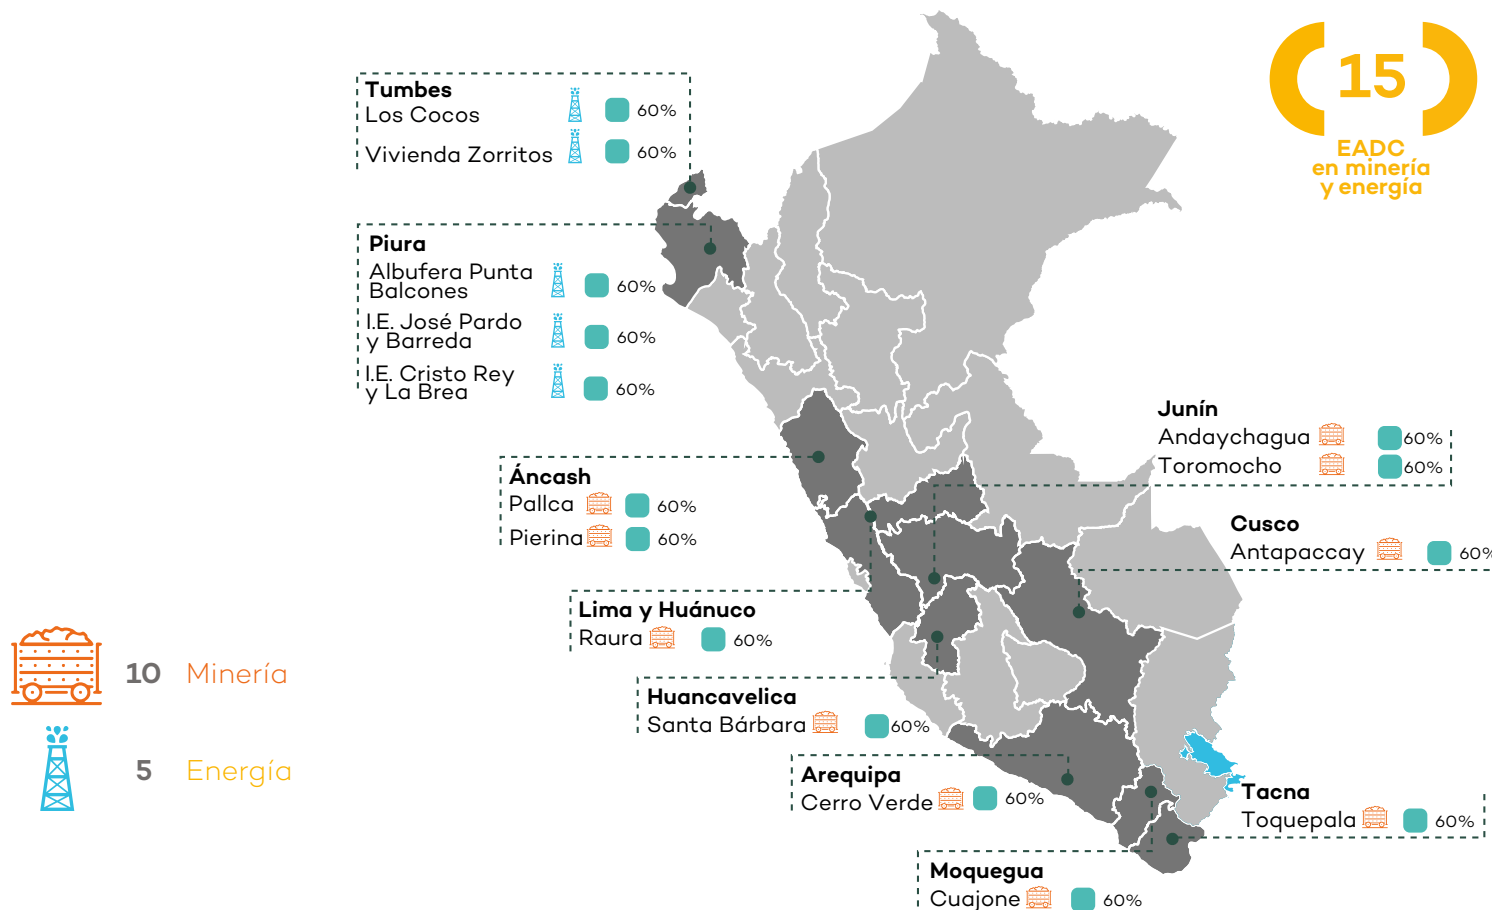 15
EADC
en minería
y energía
Tumbes
Los Cocos 60%
Vivienda Zorritos 60%
Piura
Albufera Punta
Balcones 60%
I.E. José Pardo
y Barreda 60%
I.E. Cristo Rey
y La Brea 60%
Áncash
Pallca 60%
Pierina 60%
Lima y Huánuco
Raura 60%
Huancavelica
Santa Bárbara 60%
Arequipa
Cerro Verde 60%
Moquegua
Cuajone 60%
Junín
Andaychagua 60%
Toromocho 60%
Cusco
Antapaccay 60%
Tacna
Toquepala 60%
10 Minería
5 Energía